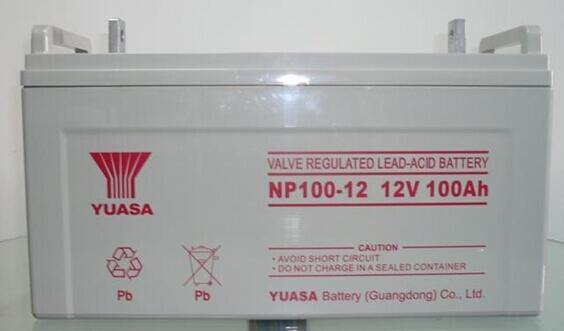 YUASA
VALVE REGULATED LEAD-ACID BATTERY
NP100-12 12V 100Ah
CAUTION
• AVOID SHORT CIRCUIT
• DO NOT CHARGE IN A SEALED CONTAINER
Pb Pb
YUASA Battery (Guangdong) Co., Ltd.